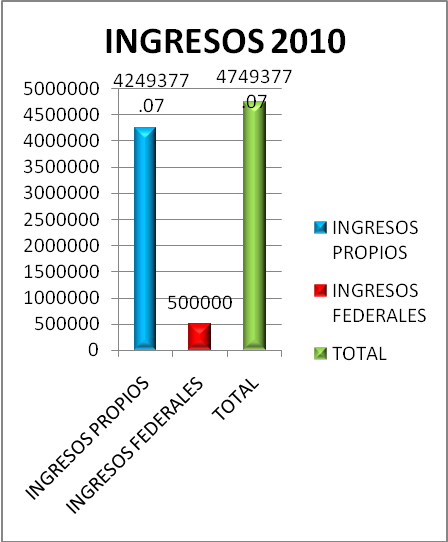 INGRESOS 2010
5000000
4500000
4000000
3500000
3000000
2500000
2000000
1500000
1000000
500000
0
4249377
.07
500000
4749377
.07
INGRESOS PROPIOS
INGRESOS FEDERALES
TOTAL
INGRESOS
PROPIOS
INGRESOS
FEDERALES
TOTAL